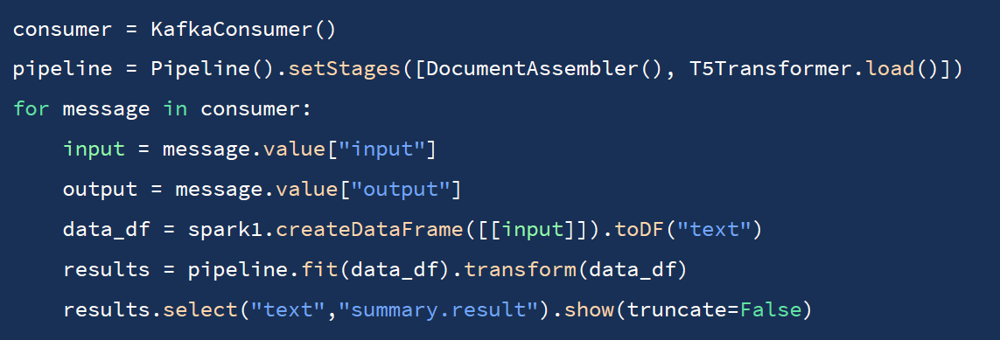 consumer = KafkaConsumer()
pipeline = Pipeline().setStages([DocumentAssembler(), T5Transformer.load()])
for message in consumer:
    input = message.value["input"]
    output = message.value["output"]
    data_df = spark1.createDataFrame([[input]]).toDF("text")
    results = pipeline.fit(data_df).transform(data_df)
    results.select("text","summary.result").show(truncate=False)